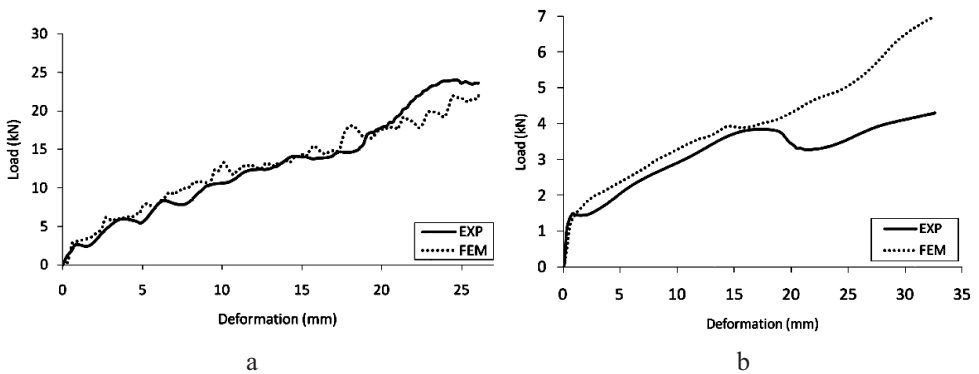 30
25
20
15
10
5
0
Load (kN)
EXP
FEM
0 5 10 15 20 25
Deformation (mm)
a
7
6
5
4
3
2
1
0
Load (kN)
EXP
FEM
0 5 10 15 20 25 30 35
Deformation (mm)
b